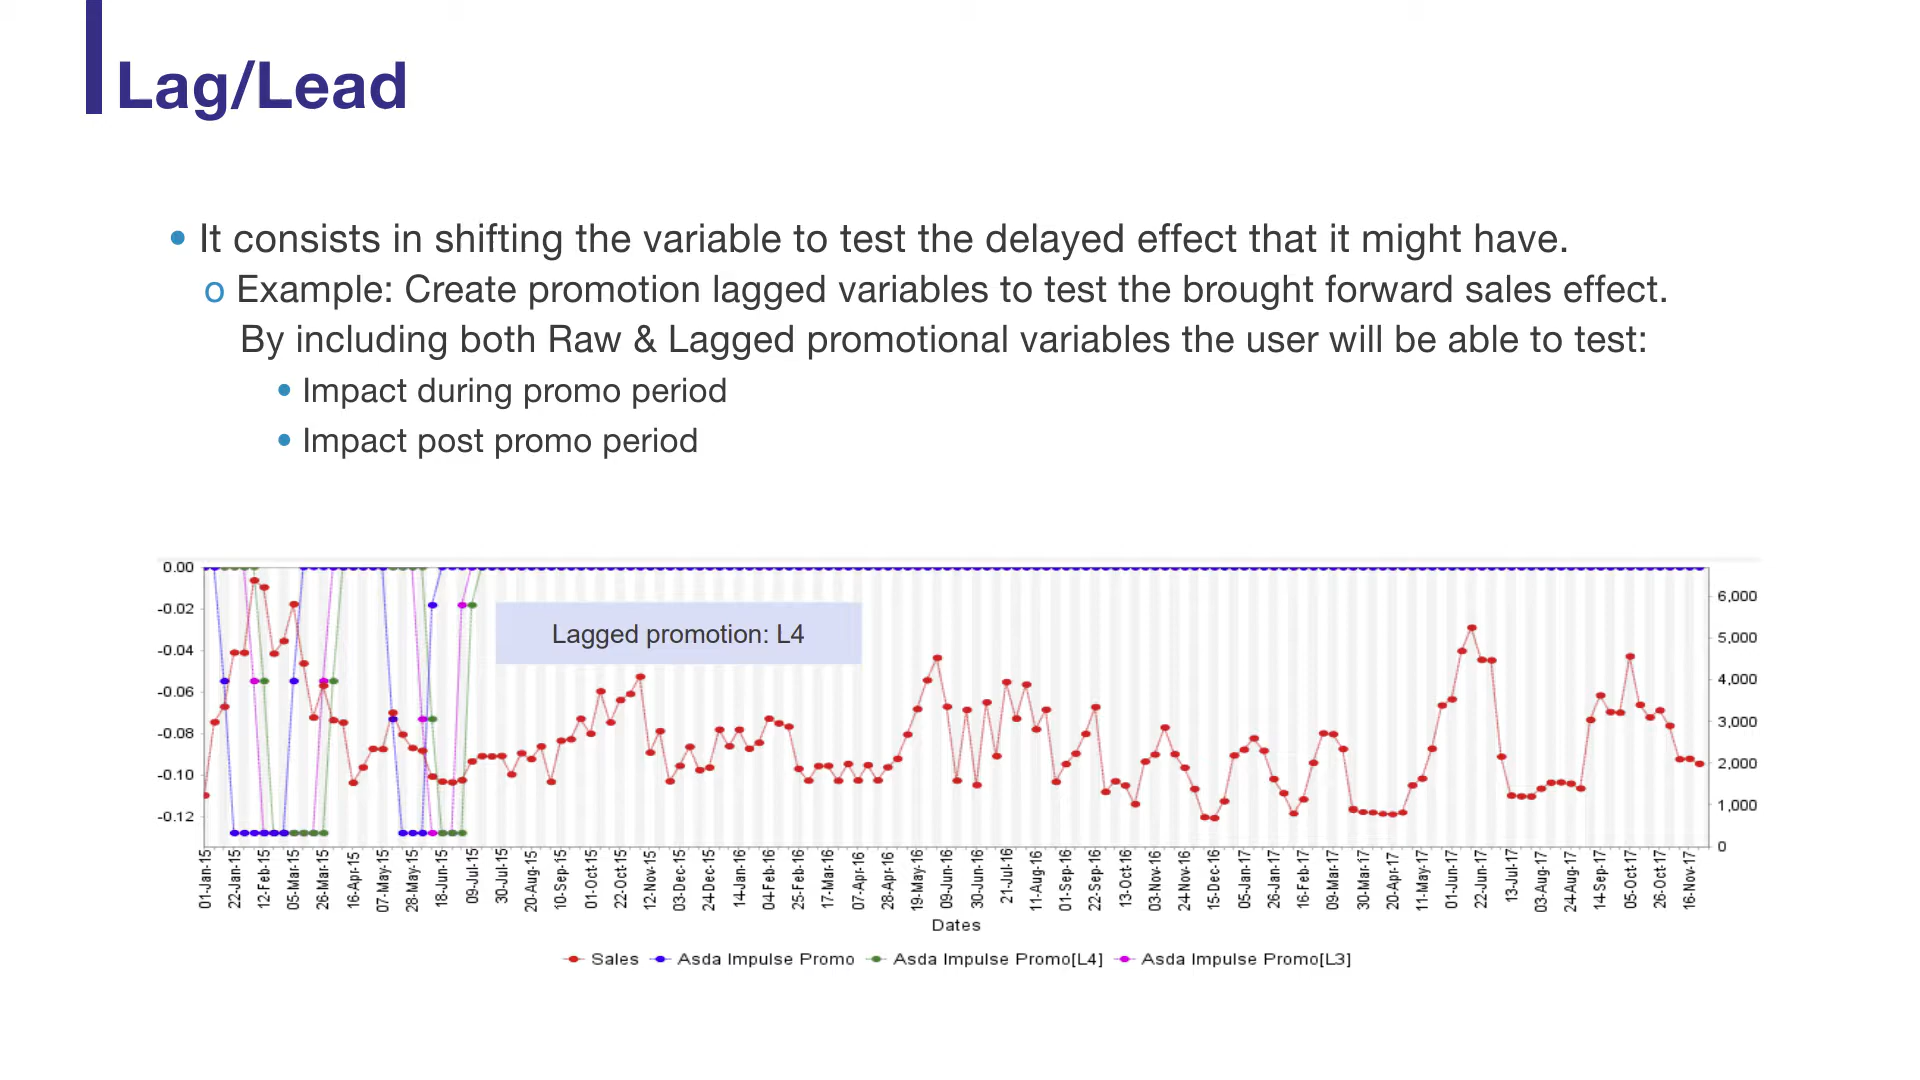 Lag/Lead
• It consists in shifting the variable to test the delayed effect that it might have.
o Example: Create promotion lagged variables to test the brought forward sales effect.
By including both Raw & Lagged promotional variables the user will be able to test:
• Impact during promo period
• Impact post promo period
0.00
-0.02
-0.04
-0.06
-0.08
-0.10
-0.12
Lagged promotion: L4
6,000
5,000
4,000
3,000
2,000
1,000
0
01-Jan-15
22-Jan-15
12-Feb-15
05-Mar-15
26-Mar-15
16-Apr-15
07-May-15
28-May-15
18-Jun-15
09-Jul-15
30-Jul-15
20-Aug-15
10-Sep-15
01-Oct-15
22-Oct-15
12-Nov-15
03-Dec-15
24-Dec-15
14-Jan-16
04-Feb-16
25-Feb-16
17-Mar-16
07-Apr-16
28-Apr-16
19-May-16
09-Jun-16
30-Jun-16
21-Jul-16
11-Aug-16
01-Sep-16
22-Sep-16
13-Oct-16
03-Nov-16
24-Nov-16
15-Dec-16
05-Jan-17
26-Jan-17
16-Feb-17
09-Mar-17
30-Mar-17
20-Apr-17
11-May-17
01-Jun-17
22-Jun-17
13-Jul-17
03-Aug-17
24-Aug-17
14-Sep-17
05-Oct-17
26-Oct-17
16-Nov-17
Dates
Sales Asda Impulse Promo Asda Impulse Promo[L4] Asda Impulse Promo[L3]